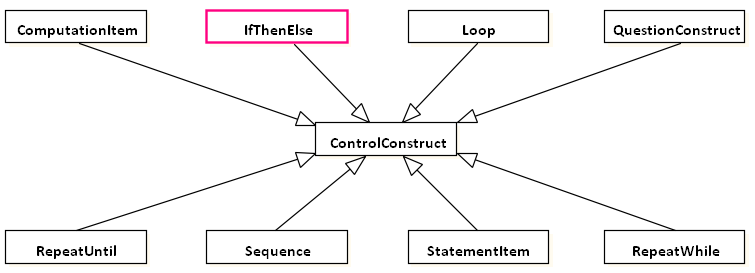 ComputationItem
IfThenElse
Loop
QuestionConstruct
ControlConstruct
RepeatUntil
Sequence
StatementItem
RepeatWhile